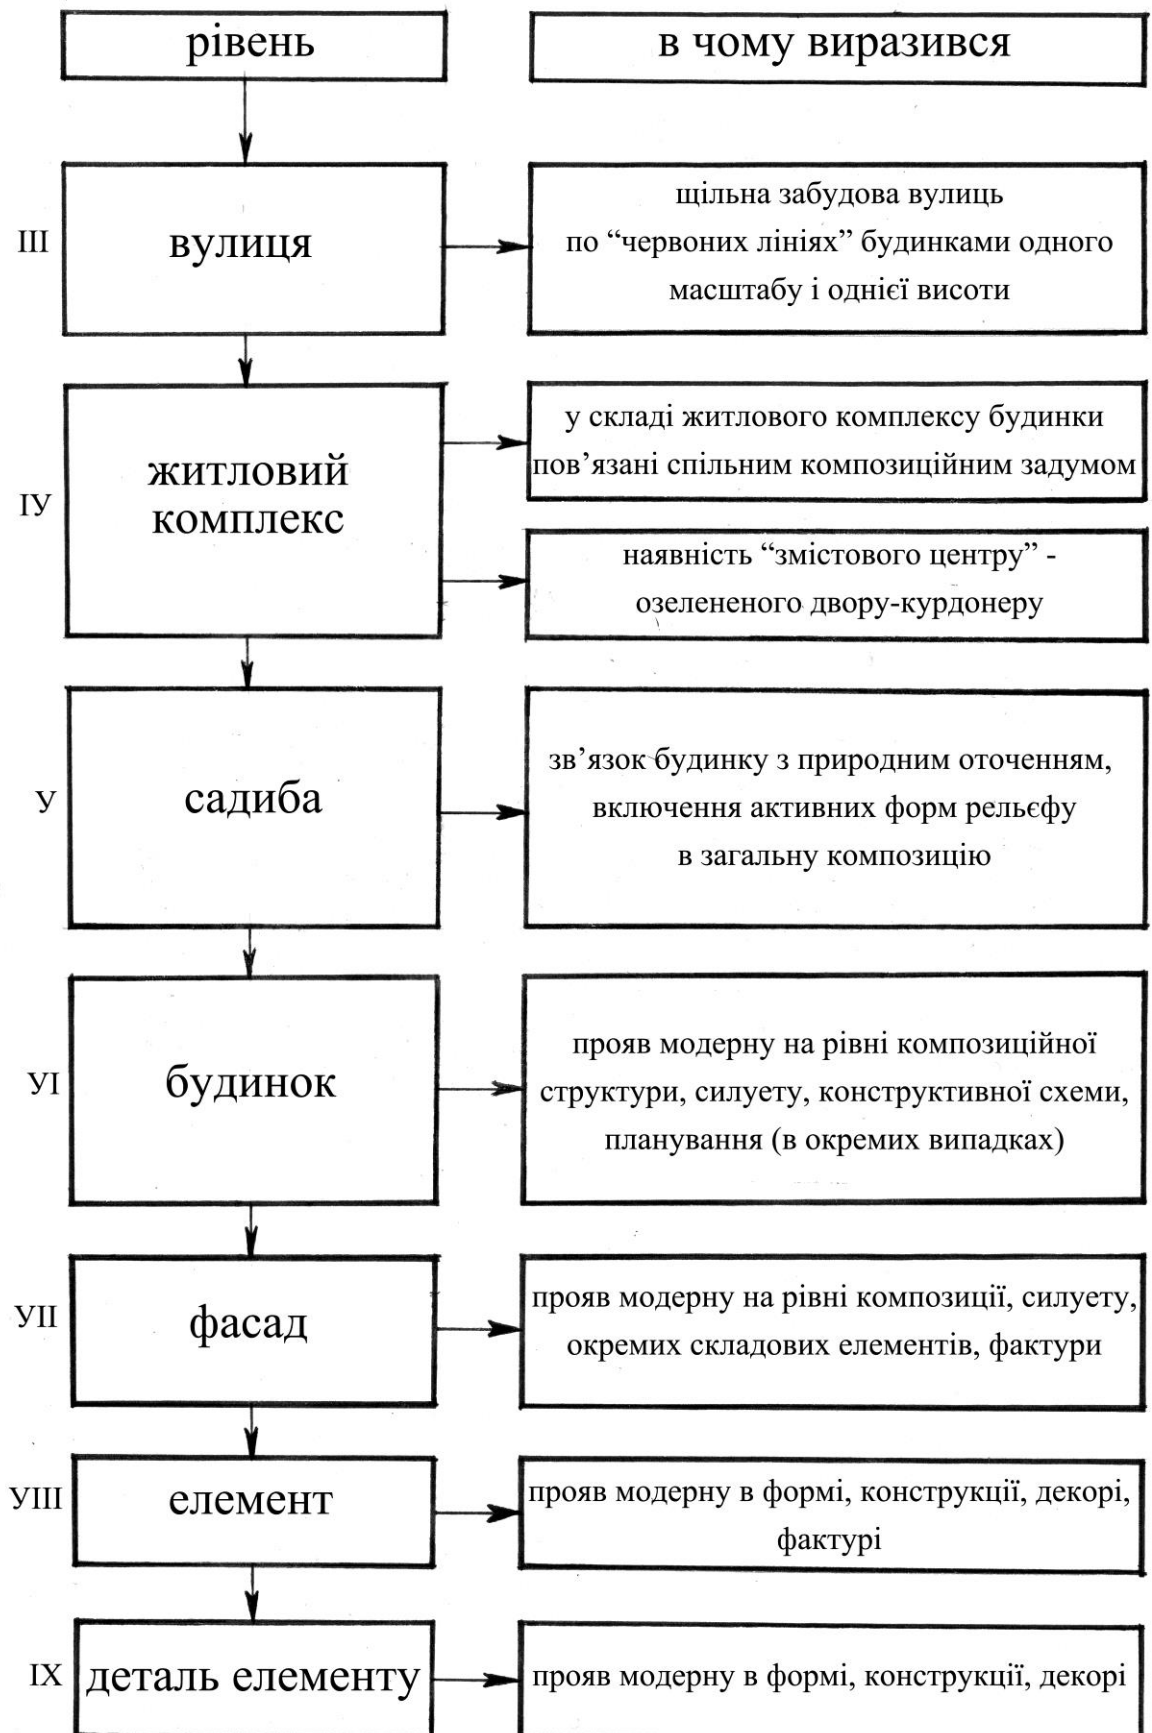 рівень
в чому виразився
III
вулиця
щільна забудова вулиць
по “червоних лініях” будинками одного
масштабу і однієї висоти
ІУ
житловий
комплекс
у складі житлового комплексу будинки
пов’язані спільним композиційним задумом
наявність “змістового центру” -
озелененого двору-курдонеру
У
садиба
зв’язок будинку з природним оточенням,
включення активних форм рельєфу
в загальну композицію
УІ
будинок
прояв модерну на рівні композиційної
структури, силуету, конструктивної схеми,
планування (в окремих випадках)
УІІ
фасад
прояв модерну на рівні композиції, силуету,
окремих складових елементів, фактури
УІІІ
елемент
прояв модерну в формі, конструкції, декорі,
фактурі
ІХ
деталь елементу
прояв модерну в формі, конструкції, декорі